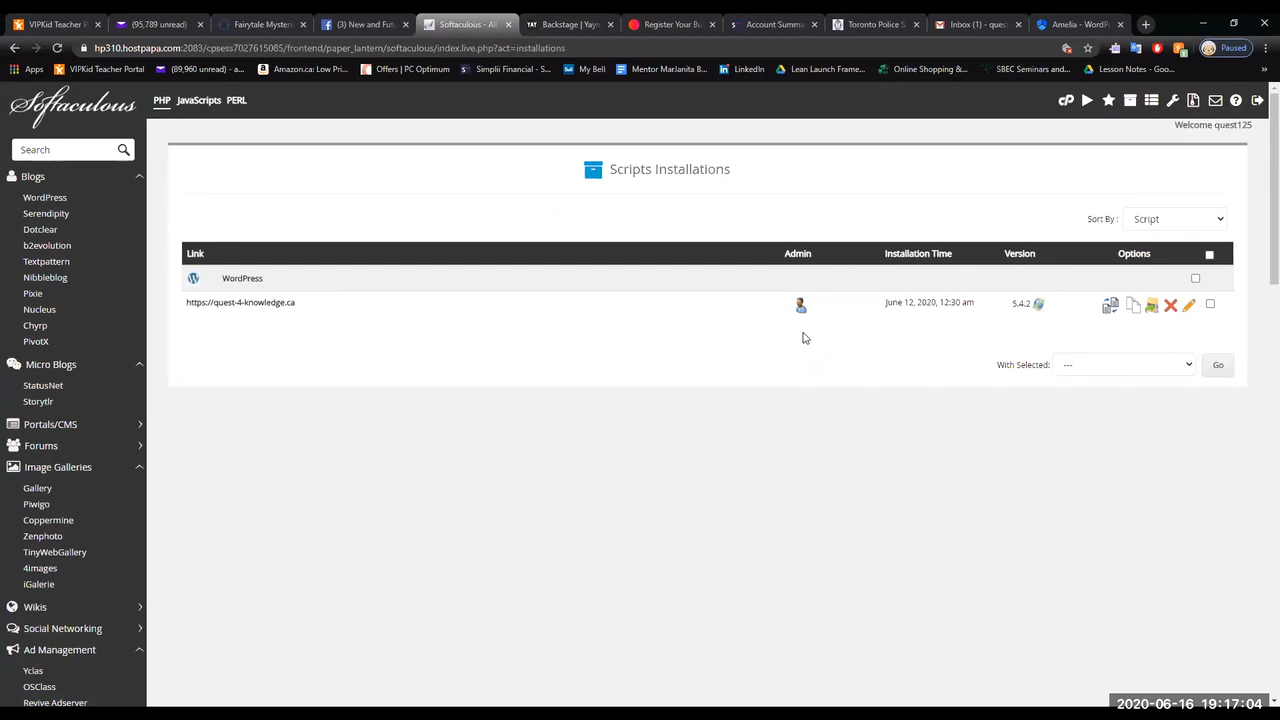 VIPKid Teacher P
(95,789 unread)
Fairytale Mysteri
(3) New and Futu
Softaculous - All
Backstage | Yayn
Register Your Bu
Account Summa
Toronto Police S
Inbox (1) - quest
Amelia - WordPr
hp310.hostpapa.com:2083/cpsess7027615085/frontend/paper_lantern/softaculous/index.live.php?act=installations
Paused
Apps
VIPKid Teacher Portal
(89,960 unread) - a...
Amazon.ca: Low Pri...
Offers | PC Optimum
Simplii Financial - S...
My Bell
Mentor MarJanita B...
LinkedIn
Lean Launch Frame...
Online Shopping &...
SBEC Seminars and...
Lesson Notes - Goo...
Softaculous
PHP
JavaScripts
PERL
Welcome quest125
Search
Blogs
WordPress
Serendipity
Dotclear
b2evolution
Textpattern
Nibbleblog
Pixie
Nucleus
Chyrp
PivotX
Micro Blogs
StatusNet
Storytlr
Portals/CMS
Forums
Image Galleries
Gallery
Piwigo
Coppermine
Zenphoto
TinyWebGallery
4images
iGalerie
Wikis
Social Networking
Ad Management
Yclas
OSClass
Revive Adserver
Scripts Installations
Sort By :
Script
Link
Admin
Installation Time
Version
Options
WordPress
https://quest-4-knowledge.ca
June 12, 2020, 12:30 am
5.4.2
With Selected:
---
Go
2020-06-16 19:17:04